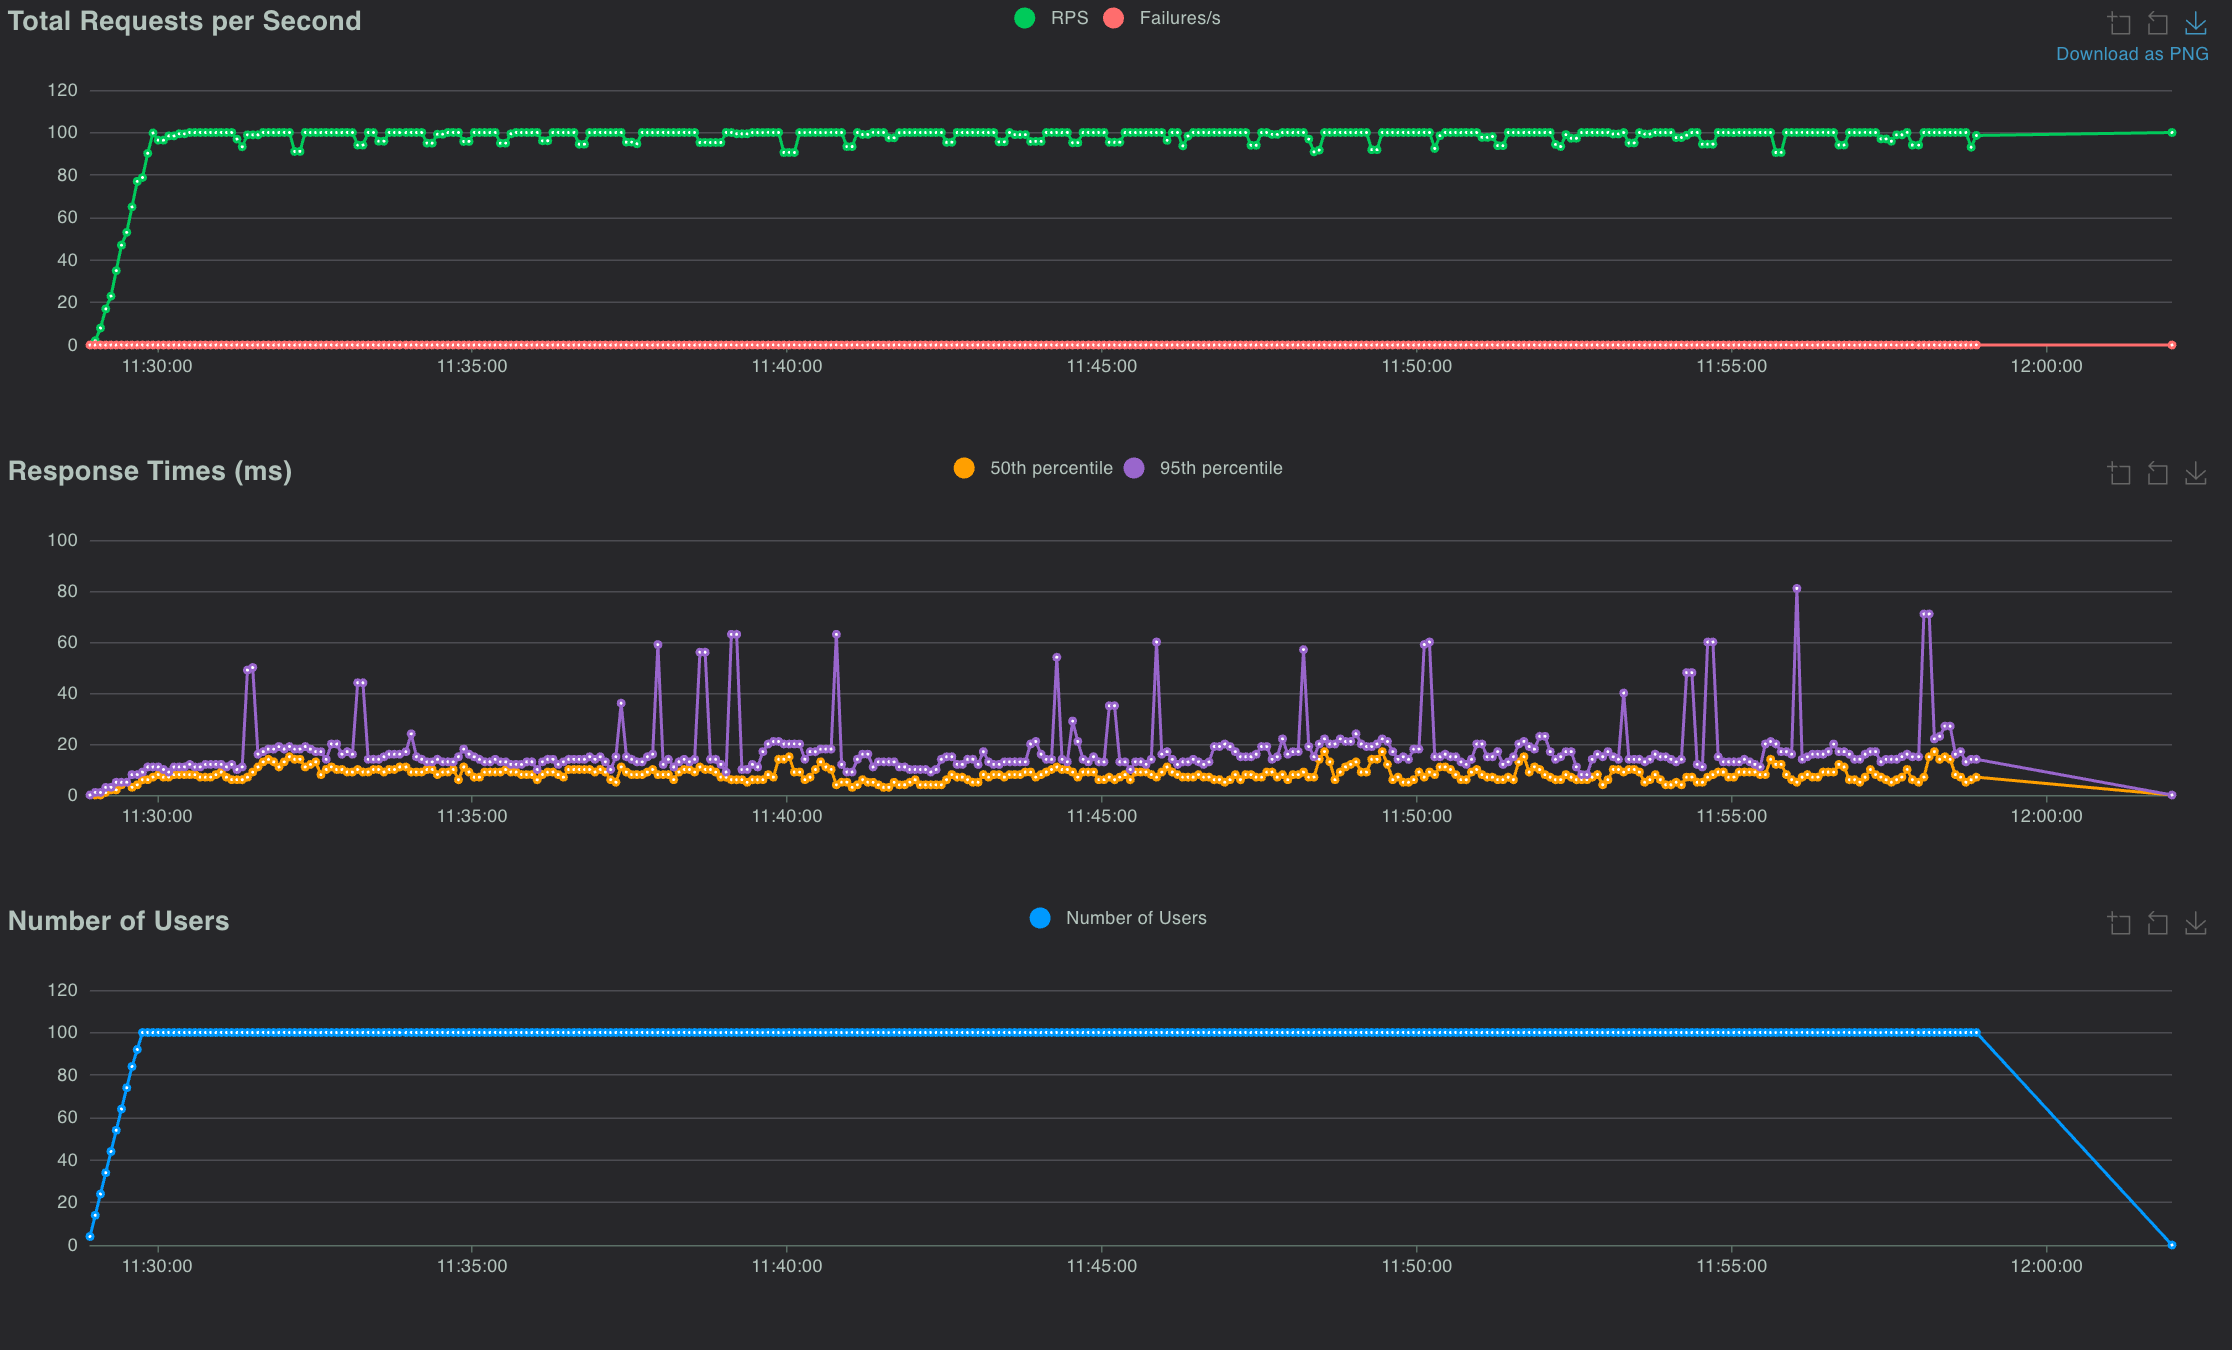 Total Requests per Second
RPS Failures/s
Download as PNG
120
100
80
60
40
20
0
11:30:00 11:35:00 11:40:00 11:45:00 11:50:00 11:55:00 12:00:00
Response Times (ms)
50th percentile 95th percentile
100
80
60
40
20
0
11:30:00 11:35:00 11:40:00 11:45:00 11:50:00 11:55:00 12:00:00
Number of Users
Number of Users
120
100
80
60
40
20
0
11:30:00 11:35:00 11:40:00 11:45:00 11:50:00 11:55:00 12:00:00